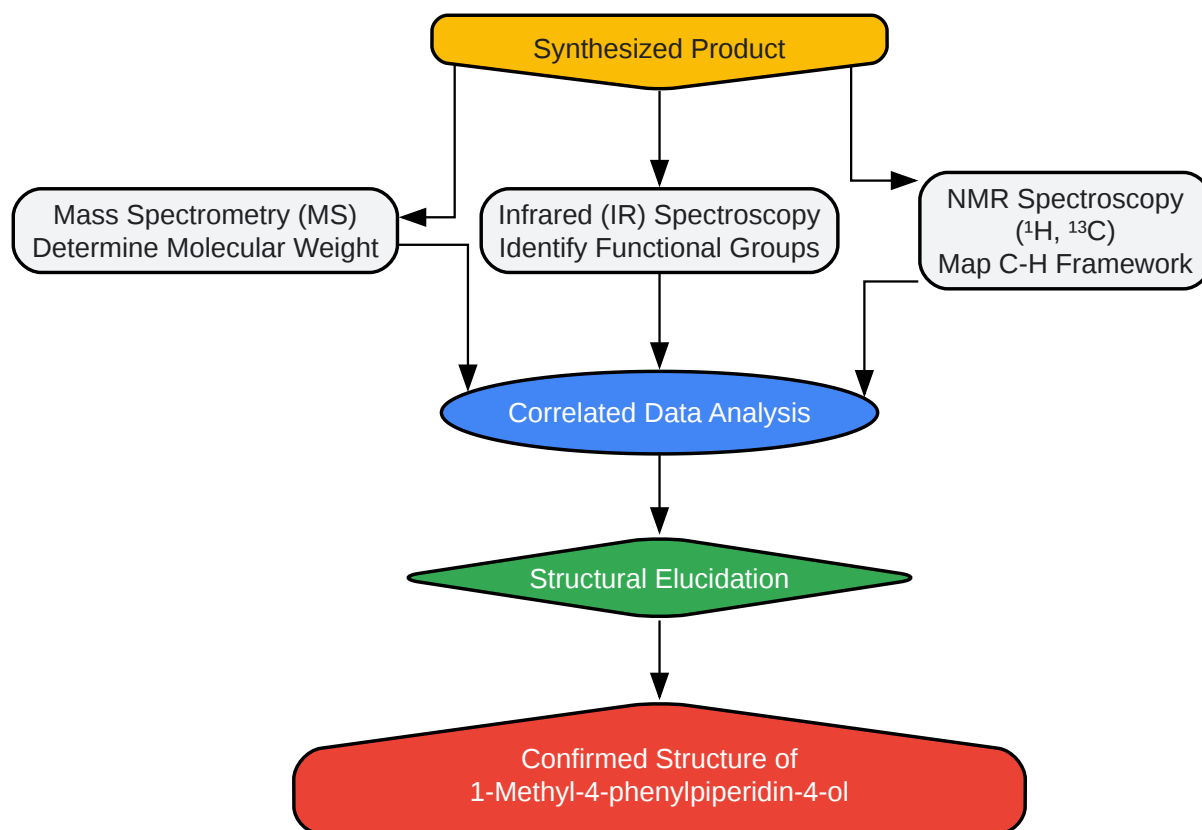 Synthesized Product
Mass Spectrometry (MS)
Determine Molecular Weight
Infrared (IR) Spectroscopy
Identify Functional Groups
NMR Spectroscopy
(¹H, ¹³C)
Map C-H Framework
Correlated Data Analysis
Structural Elucidation
Confirmed Structure of
1-Methyl-4-phenylpiperidin-4-ol